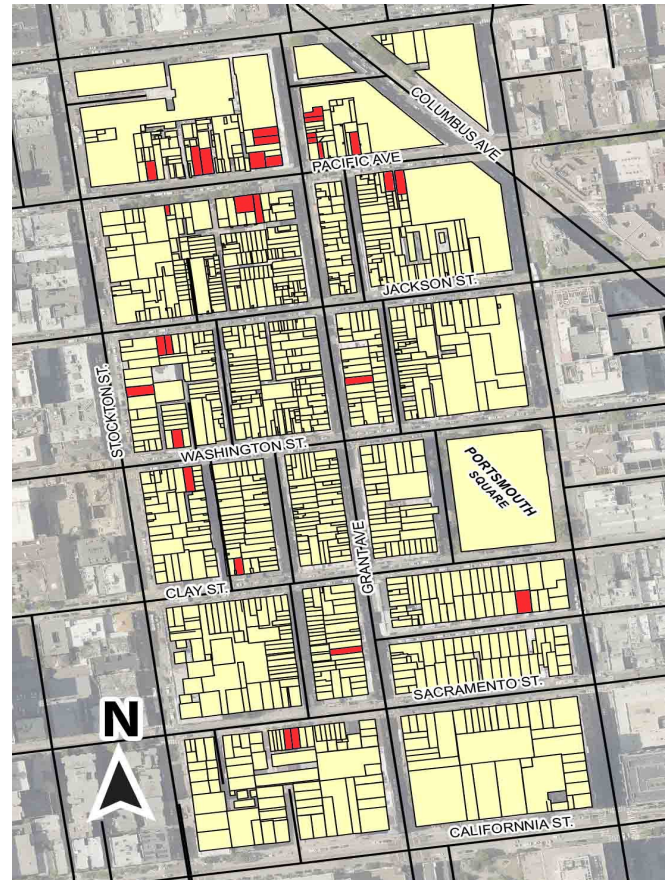 COLUMBUS AVE
PACIFIC AVE
JACKSON ST.
STOCKTON ST.
WASHINGTON ST.
PORTSMOUTH
SQUARE
GRANT AVE
CLAY ST.
SACRAMENTO ST.
N
CALIFORNNIA ST.